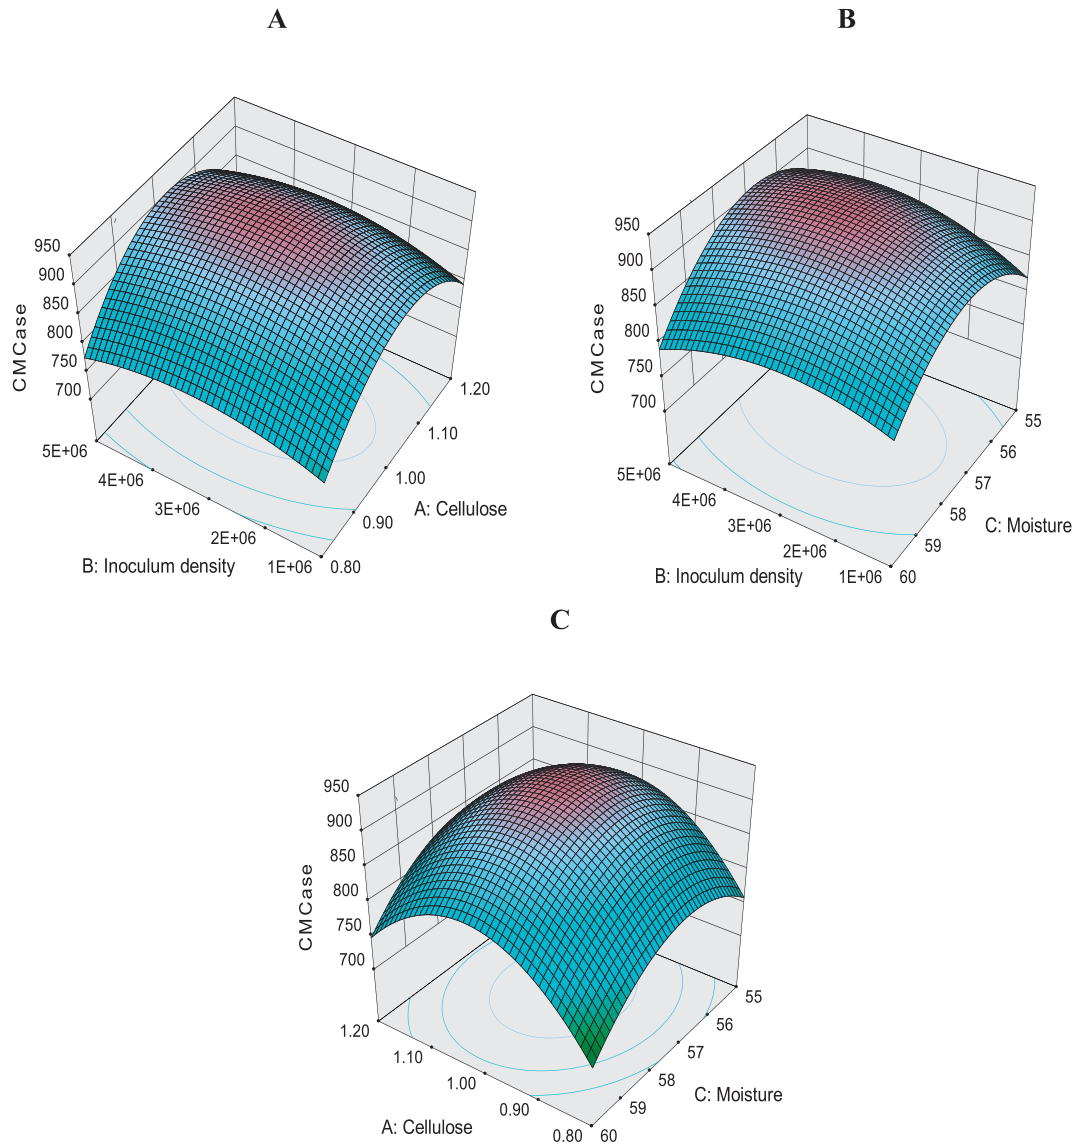 A
950
900
850
800
750
700
CMCase
5E+06
4E+06
3E+06
2E+06
1E+06
B: Inoculum density
1.20
1.10
1.00
0.90
0.80
A: Cellulose
B
950
900
850
800
750
700
CMCase
5E+06
4E+06
3E+06
2E+06
1E+06
B: Inoculum density
55
56
57
58
59
60
C: Moisture
C
950
900
850
800
750
700
CMCase
1.20
1.10
1.00
0.90
0.80
A: Cellulose
55
56
57
58
59
60
C: Moisture